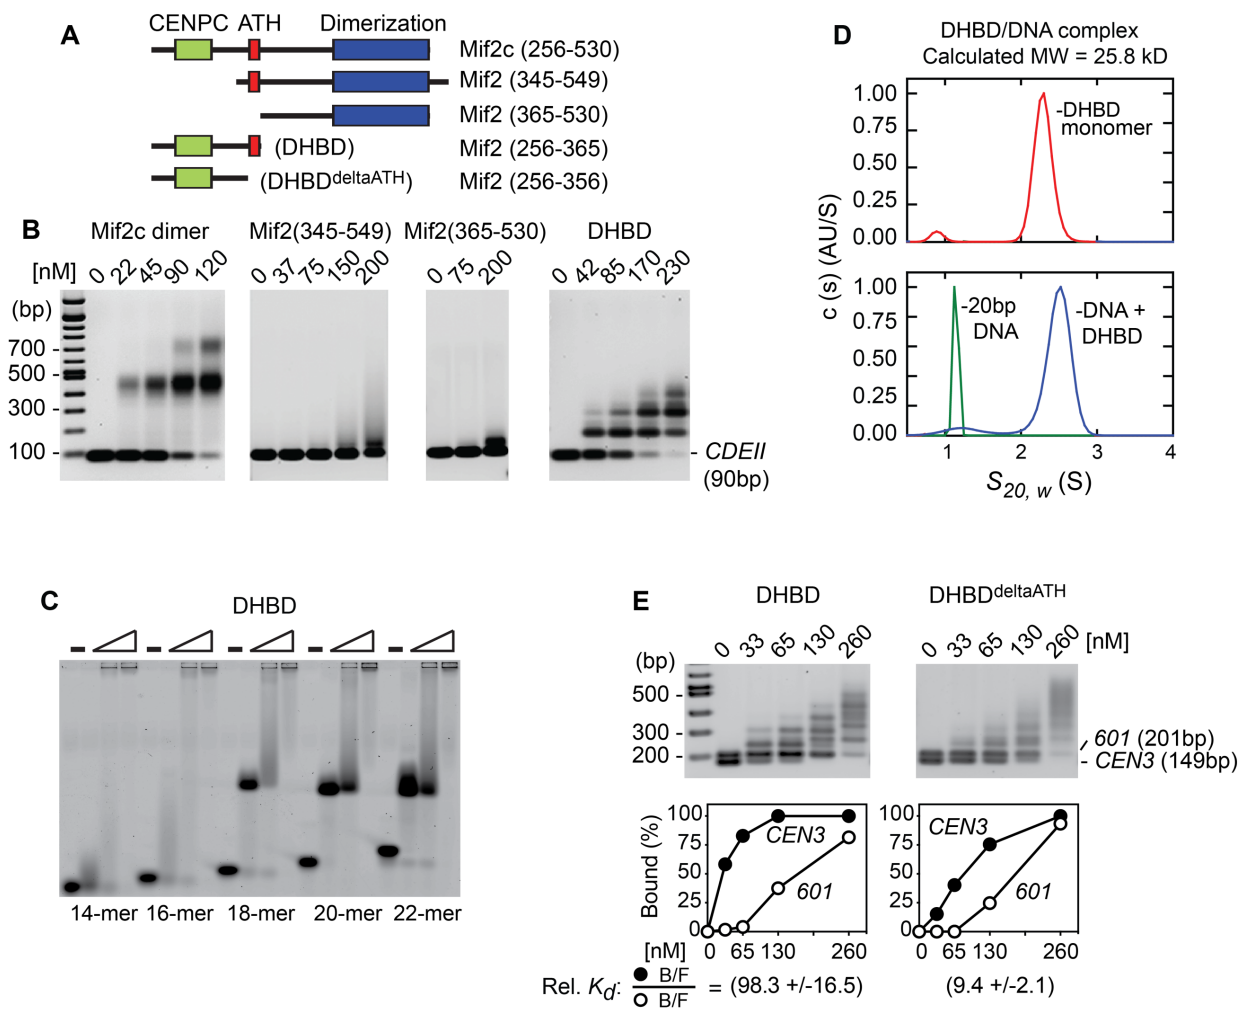 A
CENPC ATH Dimerization
Mif2c (256-530)
Mif2 (345-549)
Mif2 (365-530)
(DHBD) Mif2 (256-365)
(DHBDdeltaATH) Mif2 (256-356)
B
Mif2c dimer Mif2(345-549) Mif2(365-530) DHBD
[nM] 0 22 45 90 120 0 37 75 150 200 0 75 200 0 42 85 170 230
(bp)
700 -
500 -
300 -
100 -
- CDEII
(90bp)
C
DHBD
14-mer 16-mer 18-mer 20-mer 22-mer
D
DHBD/DNA complex
Calculated MW = 25.8 kD
c (s) (AU/S)
1.00
0.75
0.50
0.25
0.00
-DHBD
monomer
1.00
0.75
0.50
0.25
0.00
-20bp
DNA
-DNA +
DHBD
1 2 3 4
S20, w (S)
E
DHBD DHBDdeltaATH
0 33 65 130 260 0 33 65 130 260 [nM]
(bp)
500 -
300 -
200 -
601 (201bp)
- CEN3 (149bp)
Bound (%)
100
75
50
25
0
CEN3
601
[nM] 0 65 130 260
100
75
50
25
0
CEN3
601
0 65 130 260
Rel. Kd: B/F / B/F = (98.3 +/-16.5) (9.4 +/-2.1)